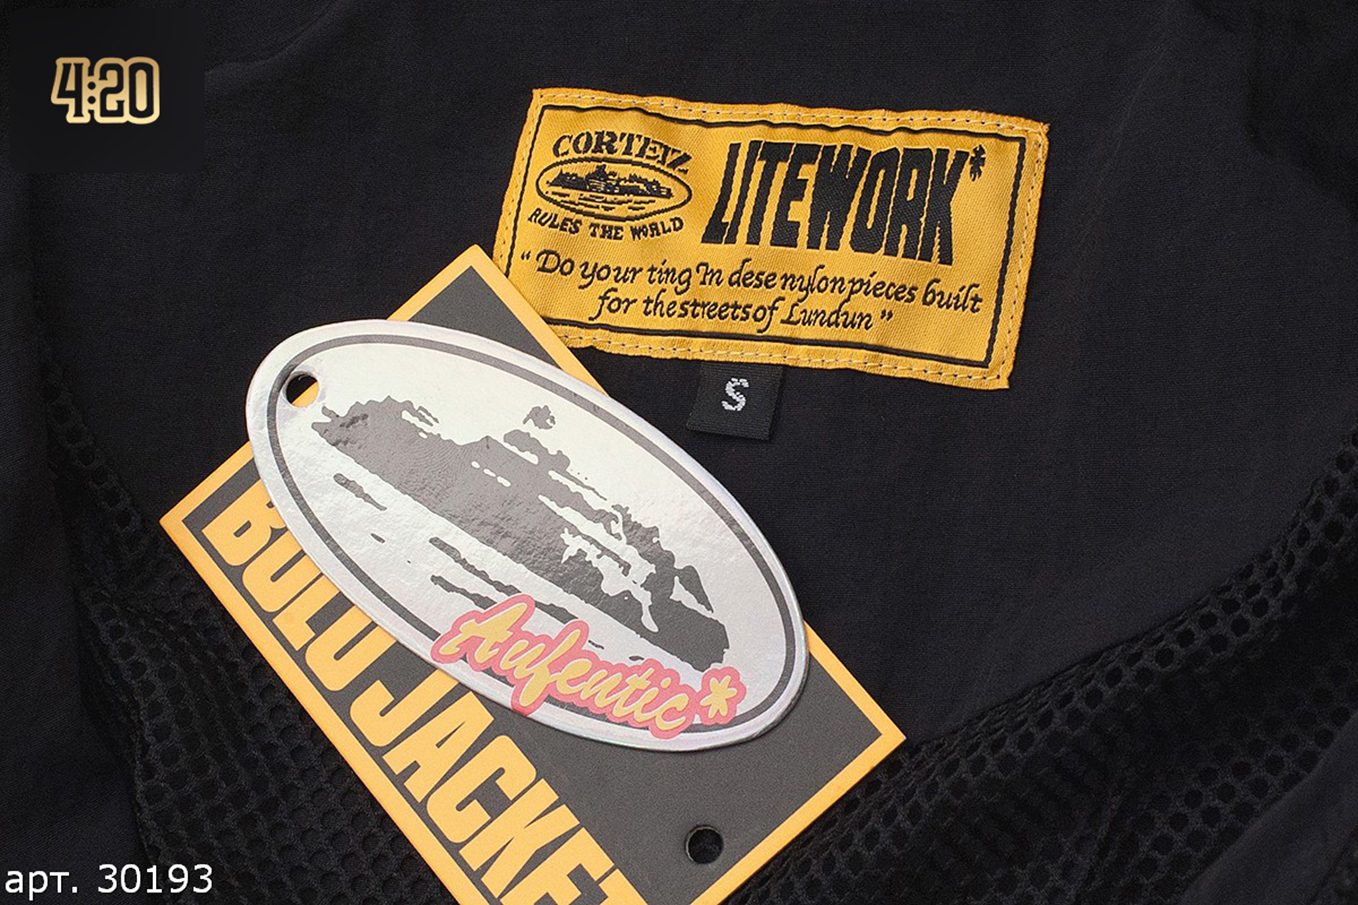 4:20
CORTEIZ
RULES THE WORLD
LITEWORK*
"Do your ting In dese nylon pieces built
for the streets of Lundun"
S
Aufentic*
BOLO JACKET
арт. 30193